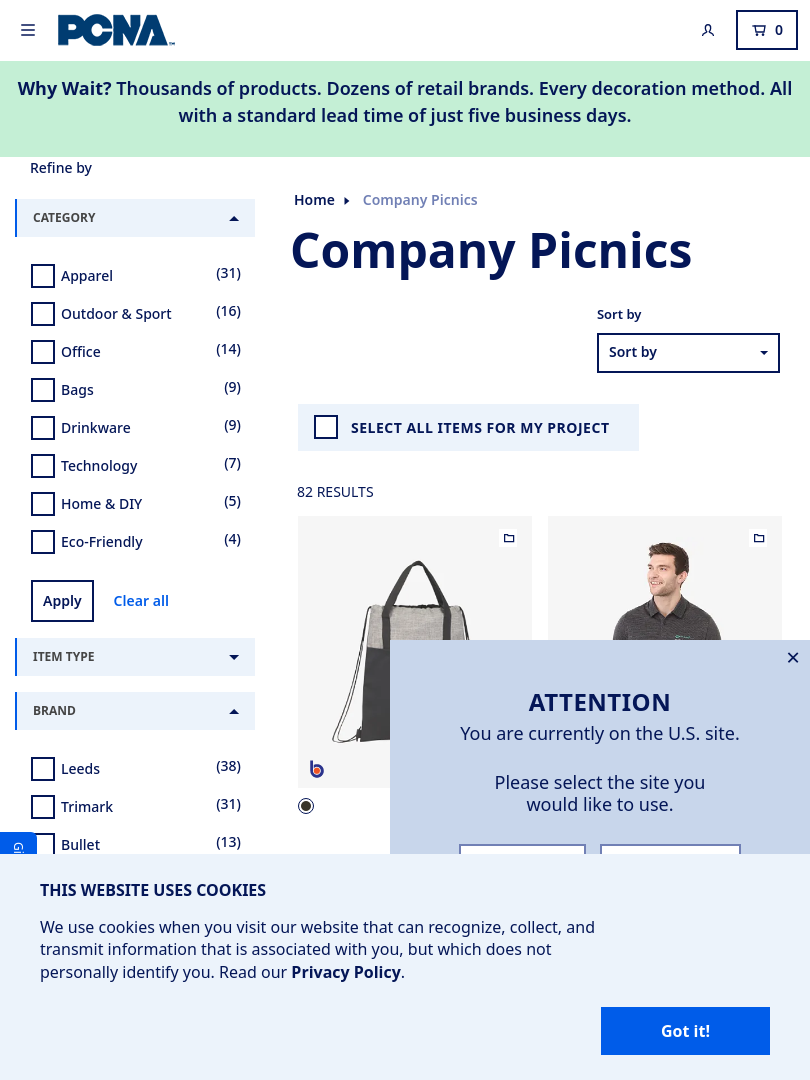 PCNA
0
Why Wait? Thousands of products. Dozens of retail brands. Every decoration method. All
with a standard lead time of just five business days.
Refine by
CATEGORY
Apparel (31)
Outdoor & Sport (16)
Office (14)
Bags (9)
Drinkware (9)
Technology (7)
Home & DIY (5)
Eco-Friendly (4)
Apply Clear all
ITEM TYPE
BRAND
Leeds (38)
Trimark (31)
Bullet (13)
Home Company Picnics
Company Picnics
Sort by
Sort by
SELECT ALL ITEMS FOR MY PROJECT
82 RESULTS
b
ATTENTION
You are currently on the U.S. site.
Please select the site you
would like to use.
THIS WEBSITE USES COOKIES
We use cookies when you visit our website that can recognize, collect, and
transmit information that is associated with you, but which does not
personally identify you. Read our Privacy Policy.
Got it!